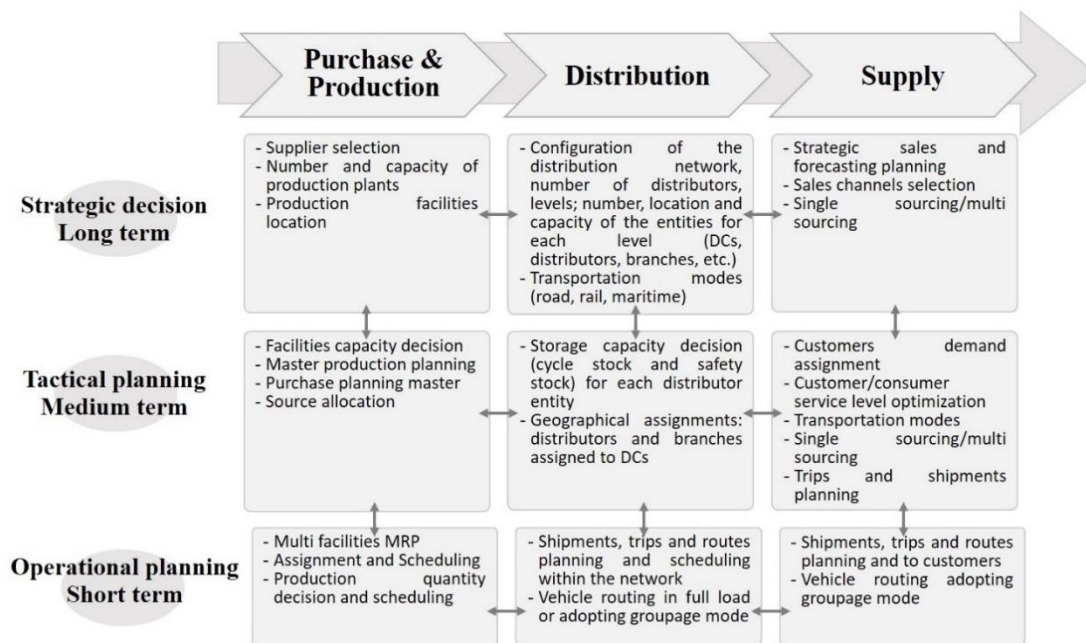 Purchase &
Production
Distribution
Supply
Strategic decision
Long term
- Supplier selection
- Number and capacity of
production plants
- Production facilities
location
- Configuration of the
distribution network,
number of distributors,
levels; number, location and
capacity of the entities for
each level (DCs,
distributors, branches, etc.)
- Transportation modes
(road, rail, maritime)
- Strategic sales and
forecasting planning
- Sales channels selection
- Single sourcing/multi
sourcing
Tactical planning
Medium term
- Facilities capacity decision
- Master production planning
- Purchase planning master
- Source allocation
- Storage capacity decision
(cycle stock and safety
stock) for each distributor
entity
- Geographical assignments:
distributors and branches
assigned to DCs
- Customers demand
assignment
- Customer/consumer
service level optimization
- Transportation modes
- Single sourcing/multi
sourcing
- Trips and shipments
planning
Operational planning
Short term
- Multi facilities MRP
- Assignment and Scheduling
- Production quantity
decision and scheduling
- Shipments, trips and routes
planning and scheduling
within the network
- Vehicle routing in full load
or adopting groupage mode
- Shipments, trips and routes
planning and to customers
- Vehicle routing adopting
groupage mode